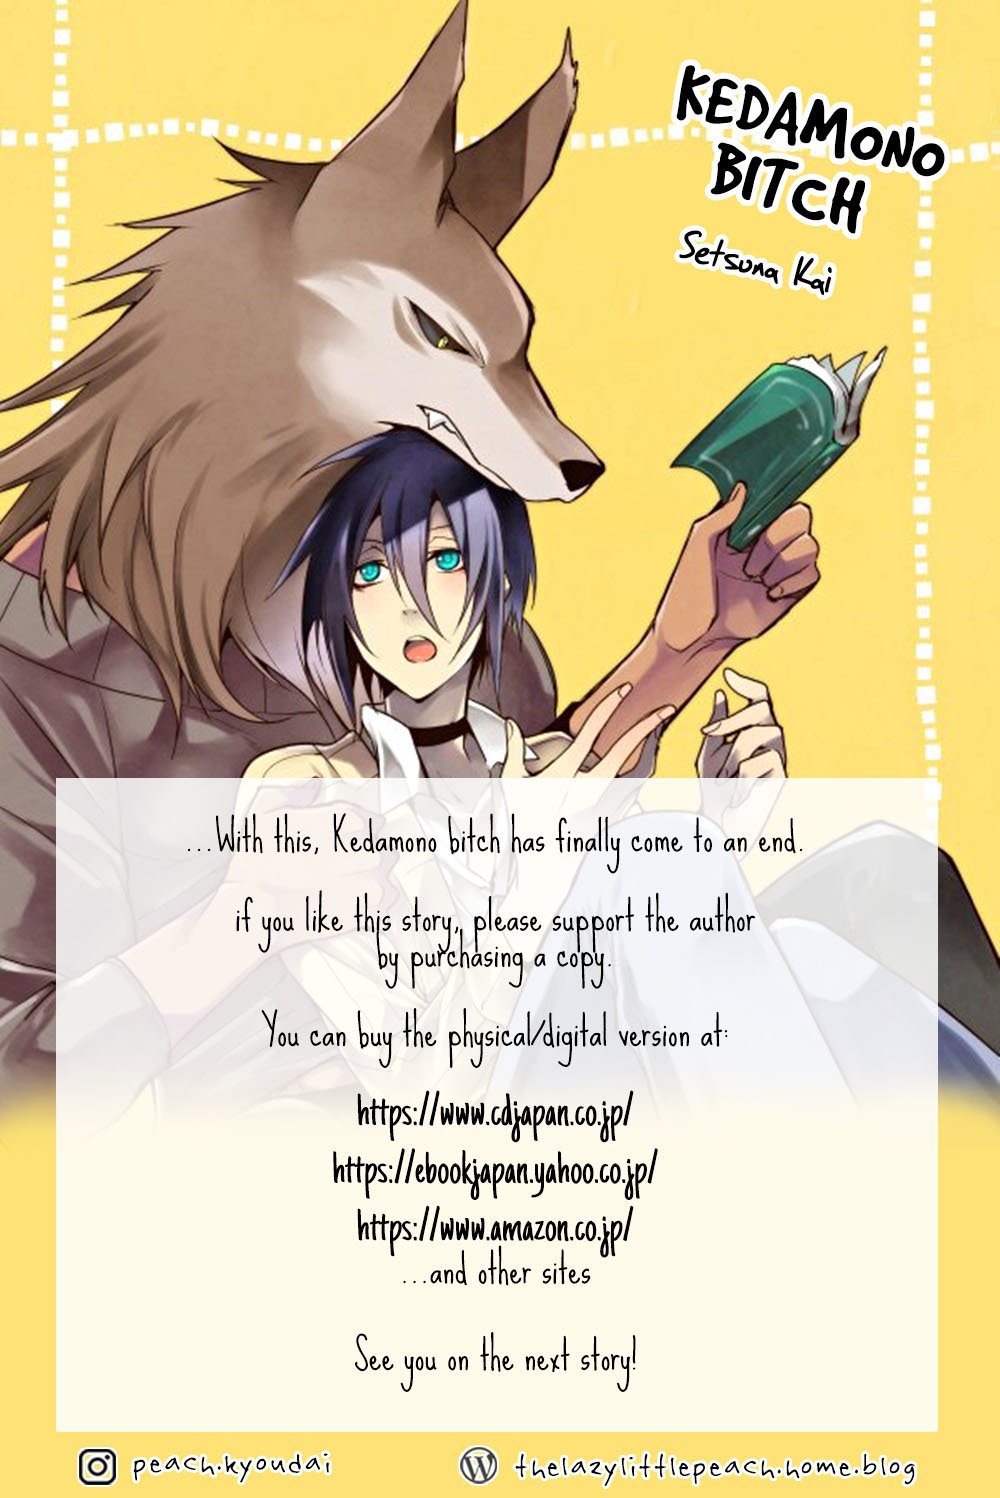 KEDAMONO
BITCH
Setsuna Kai
...With this, Kedamono bitch has finally come to an end.
if you like this story, please support the author
by purchasing a copy.
You can buy the physical/digital version at:
https://www.cdjapan.co.jp/
https://ebookjapan.yahoo.co.jp/
https://www.amazon.co.jp/
...and other sites
See you on the next story!
peach.kyoudai
thelazylittlepeach.home.blog